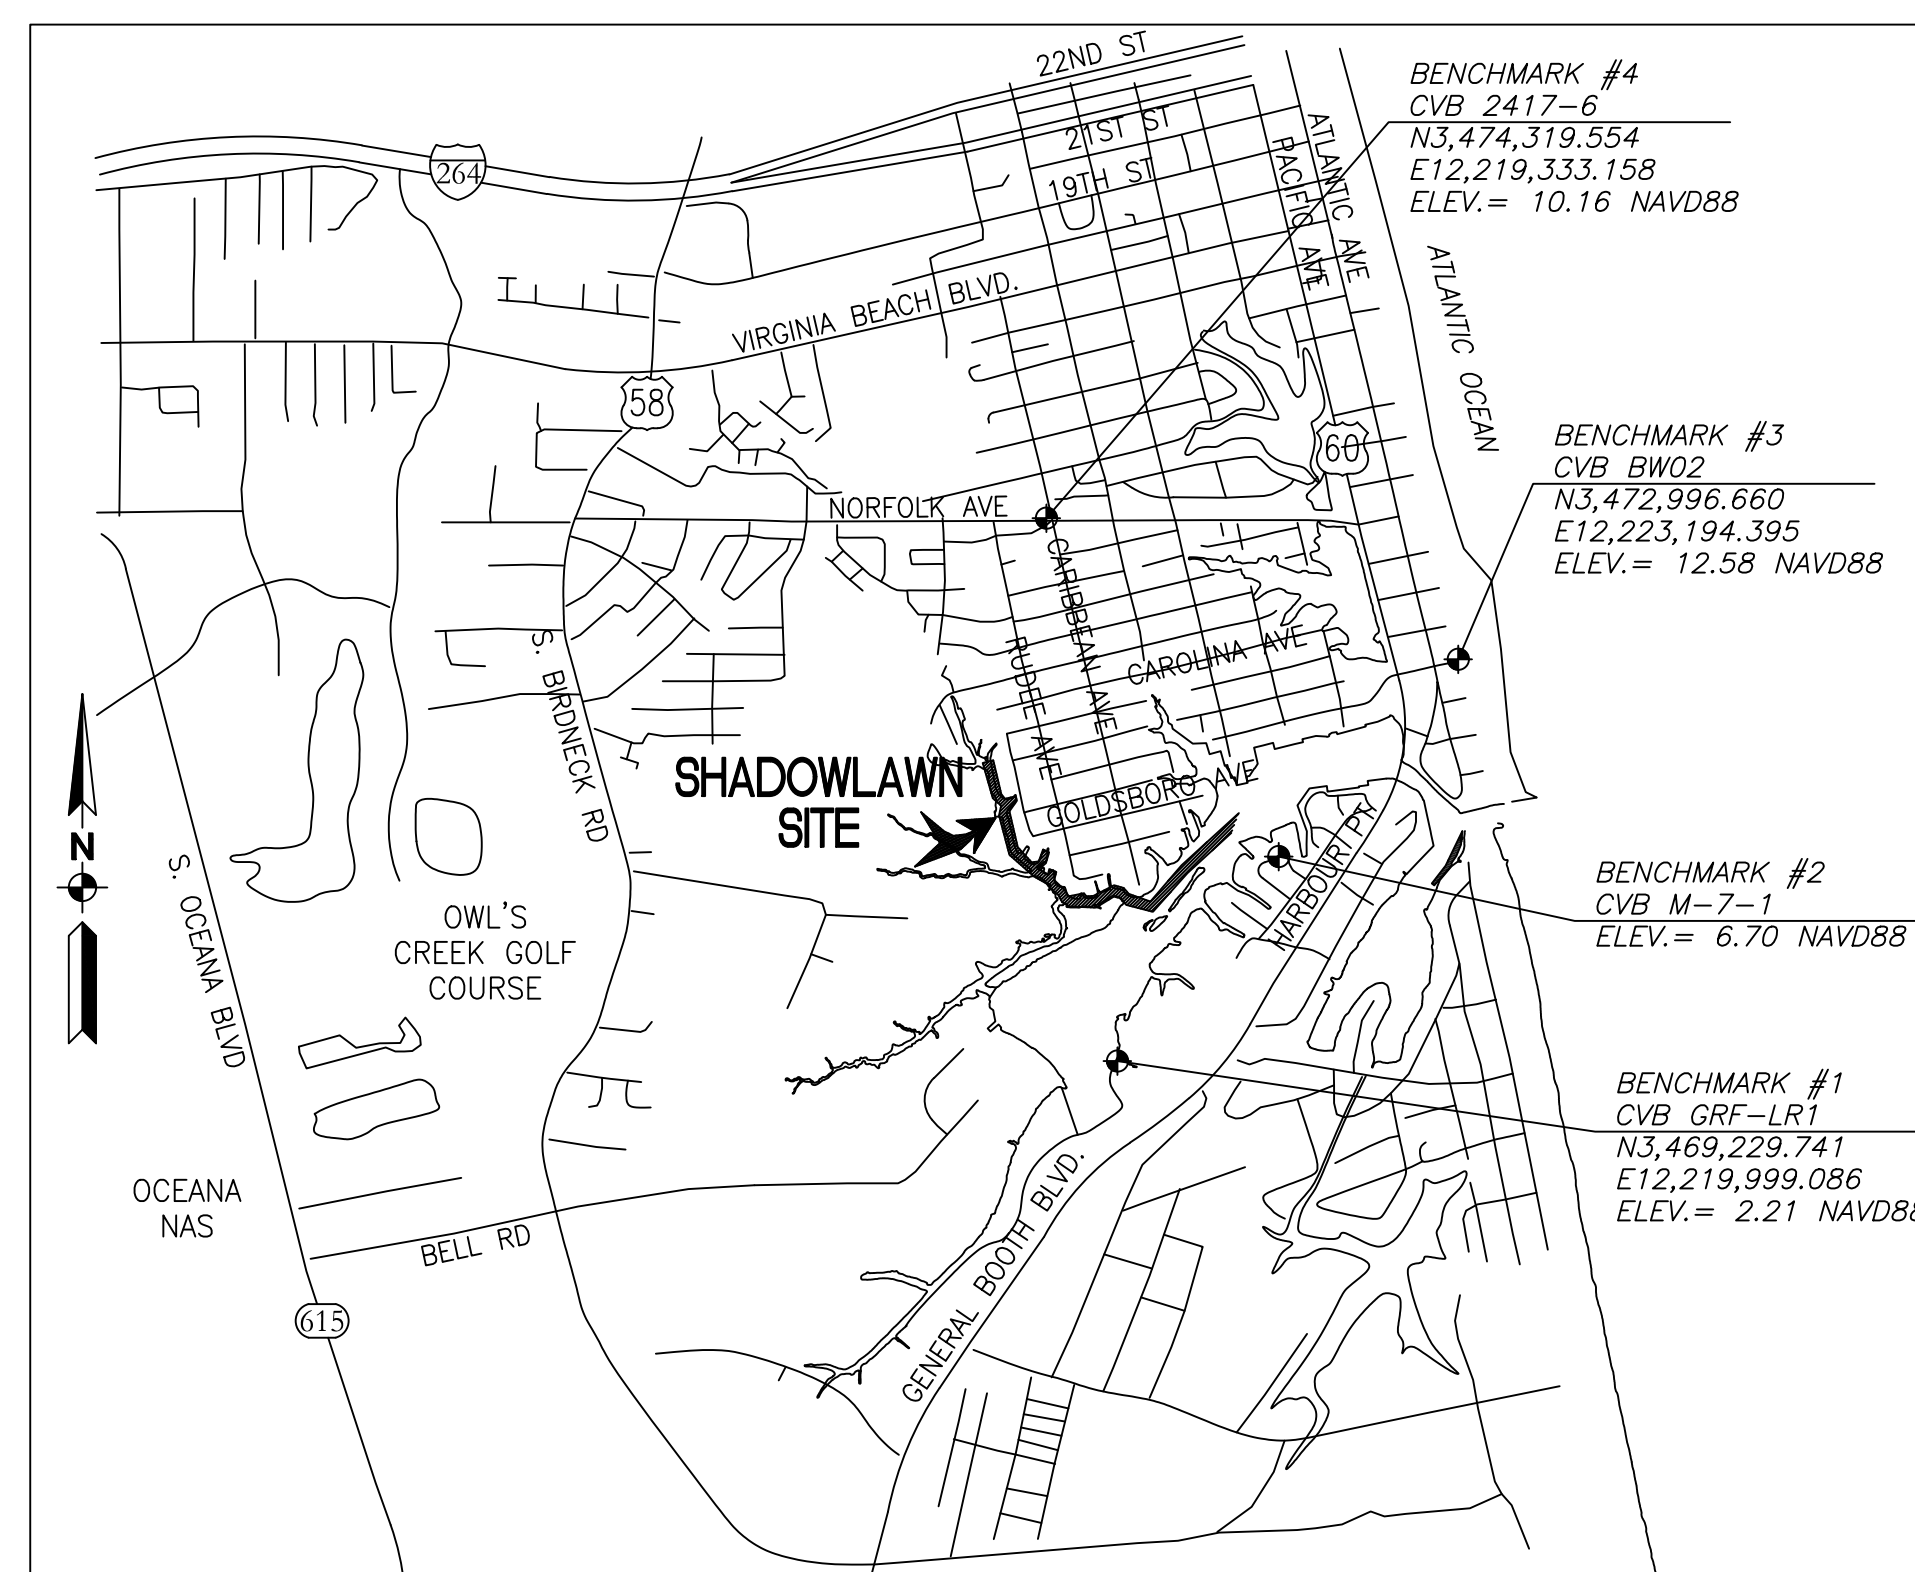 22ND ST
21ST ST
19TH ST
ATLANTIC AVE
PACIFIC AVE
BENCHMARK #4
CVB 2417-6
N3,474,319.554
E12,219,333.158
ELEV.= 10.16 NAVD88
264
ATLANTIC OCEAN
VIRGINIA BEACH BLVD.
58
60
BENCHMARK #3
CVB BW02
N3,472,996.660
E12,223,194.395
ELEV.= 12.58 NAVD88
NORFOLK AVE
CARIBBEAN AVE
RUDEE AVE
CAROLINA AVE
S. BIRDNECK RD
SHADOWLAWN
SITE
GOLDSBORO AVE
HARBOUR PT
N
S. OCEANA BLVD
OWL'S
CREEK GOLF
COURSE
BENCHMARK #2
CVB M-7-1
ELEV.= 6.70 NAVD88
BENCHMARK #1
CVB GRF-LR1
N3,469,229.741
E12,219,999.086
ELEV.= 2.21 NAVD88
OCEANA
NAS
BELL RD
GENERAL BOOTH BLVD.
615